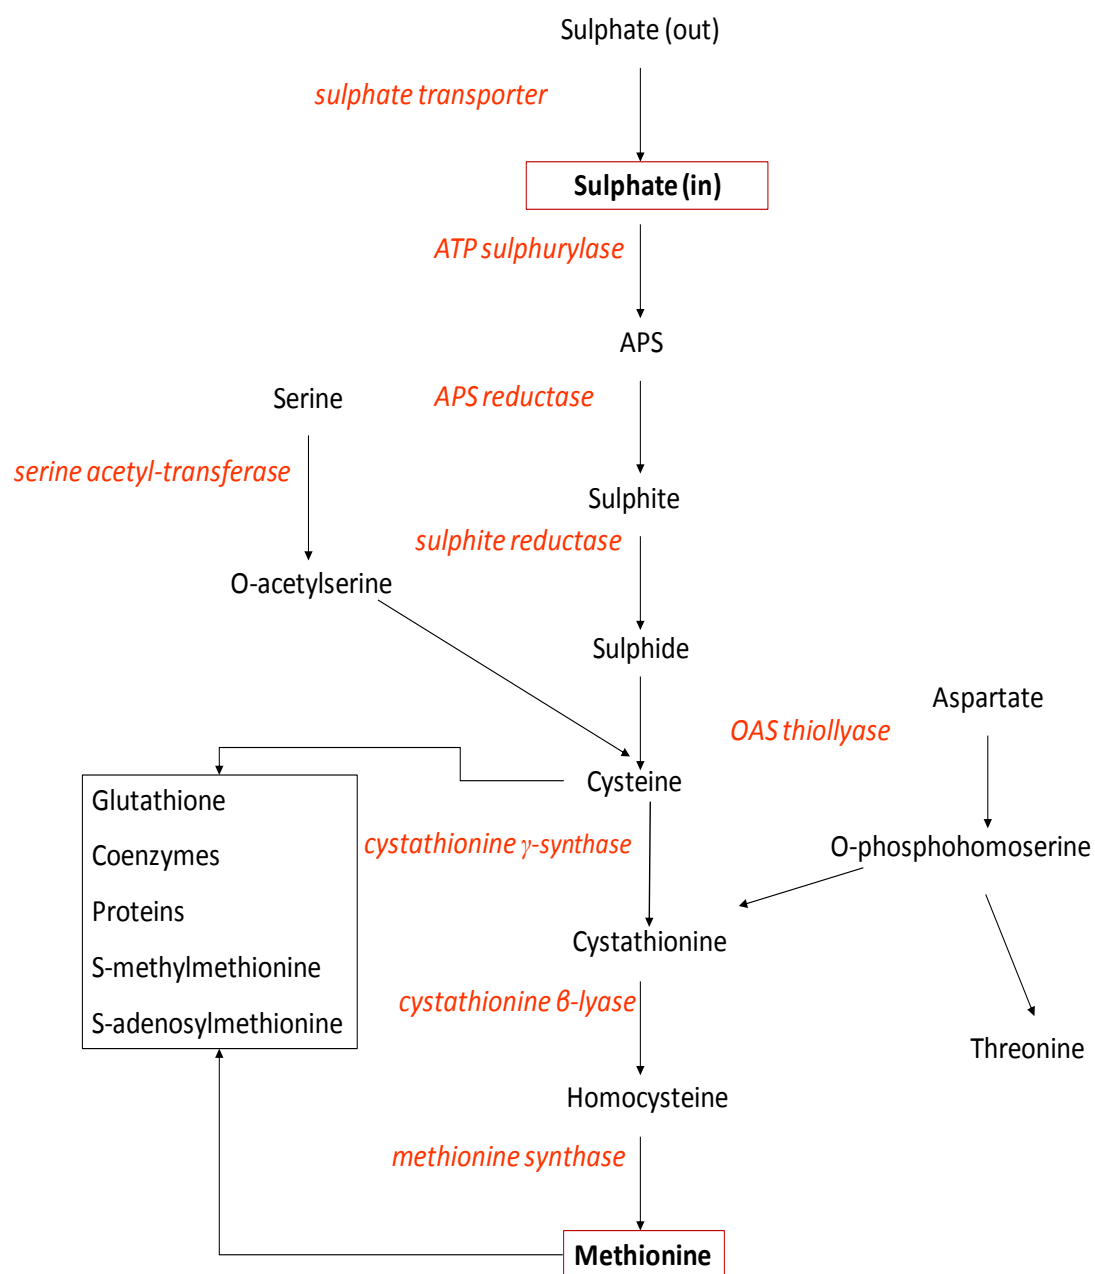 Sulphate (out)
sulphate transporter
Sulphate (in)
ATP sulphurylase
APS
Serine
APS reductase
serine acetyl-transferase
Sulphite
sulphite reductase
O-acetylserine
Sulphide
Aspartate
OAS thiollyase
Cysteine
Glutathione
cystathionine γ-synthase
O-phosphohomoserine
Coenzymes
Proteins
Cystathionine
S-methylmethionine
cystathionine β-lyase
S-adenosylmethionine
Threonine
Homocysteine
methionine synthase
Methionine